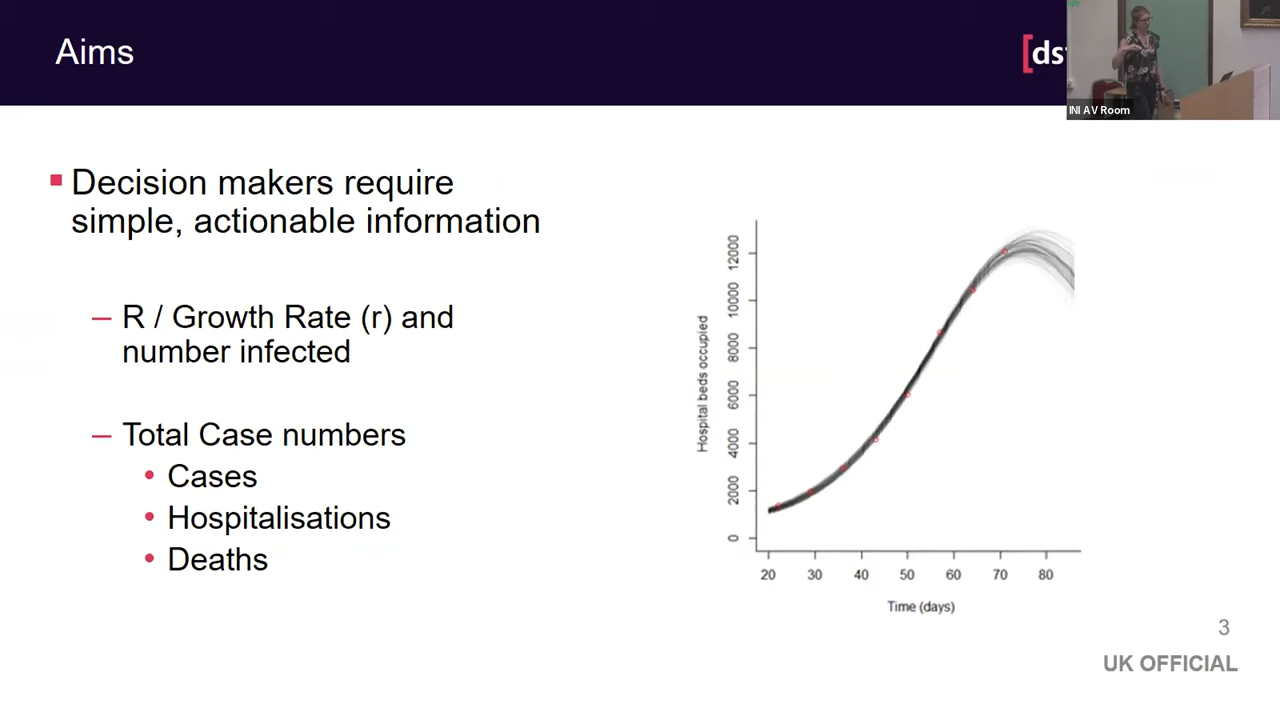 Aims
[ds
INI AV Room
Decision makers require
simple, actionable information
– R / Growth Rate (r) and
number infected
– Total Case numbers
• Cases
• Hospitalisations
• Deaths
Hospital beds occupied
12000
10000
8000
6000
4000
2000
0
20 30 40 50 60 70 80
Time (days)
3
UK OFFICIAL